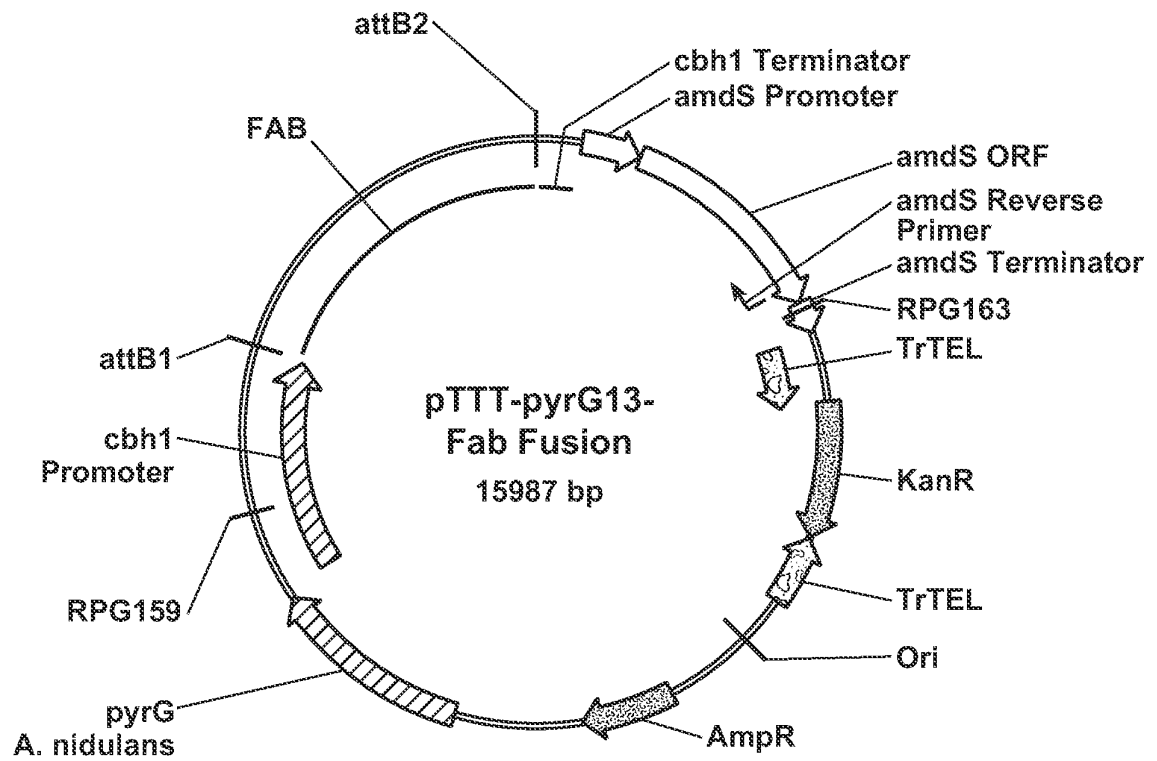 attB2
cbh1 Terminator
amdS Promoter
FAB
amdS ORF
amdS Reverse
Primer
amdS Terminator
RPG163
TrTEL
attB1
pTTT-pyrG13-
Fab Fusion
15987 bp
cbh1
Promoter
KanR
RPG159
TrTEL
Ori
pyrG
A. nidulans
AmpR